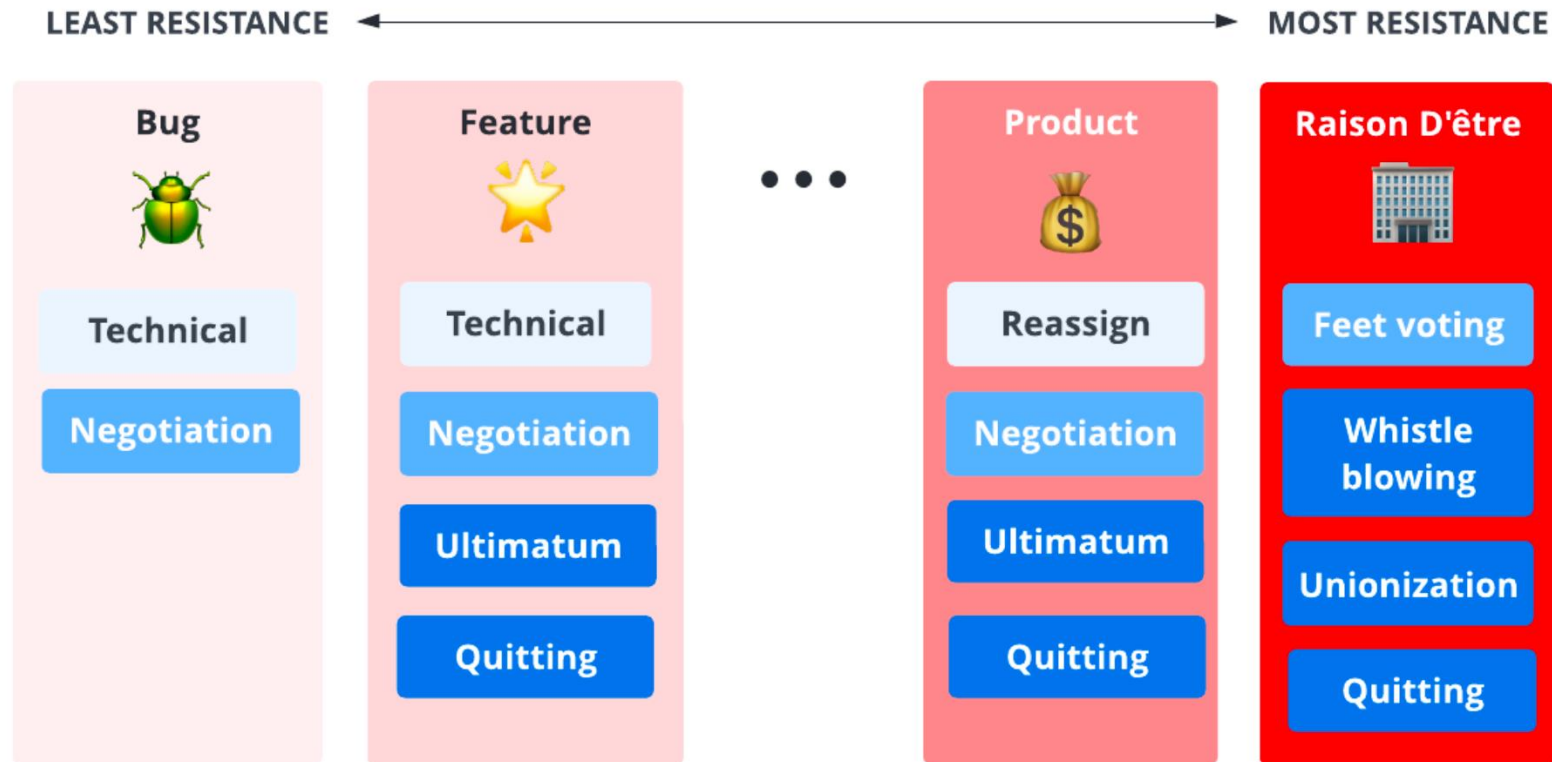 LEAST RESISTANCE
MOST RESISTANCE
Bug
Technical
Negotiation
Feature
Technical
Negotiation
Ultimatum
Quitting
•••
Product
$
Reassign
Negotiation
Ultimatum
Quitting
Raison D'être
Feet voting
Whistle
blowing
Unionization
Quitting